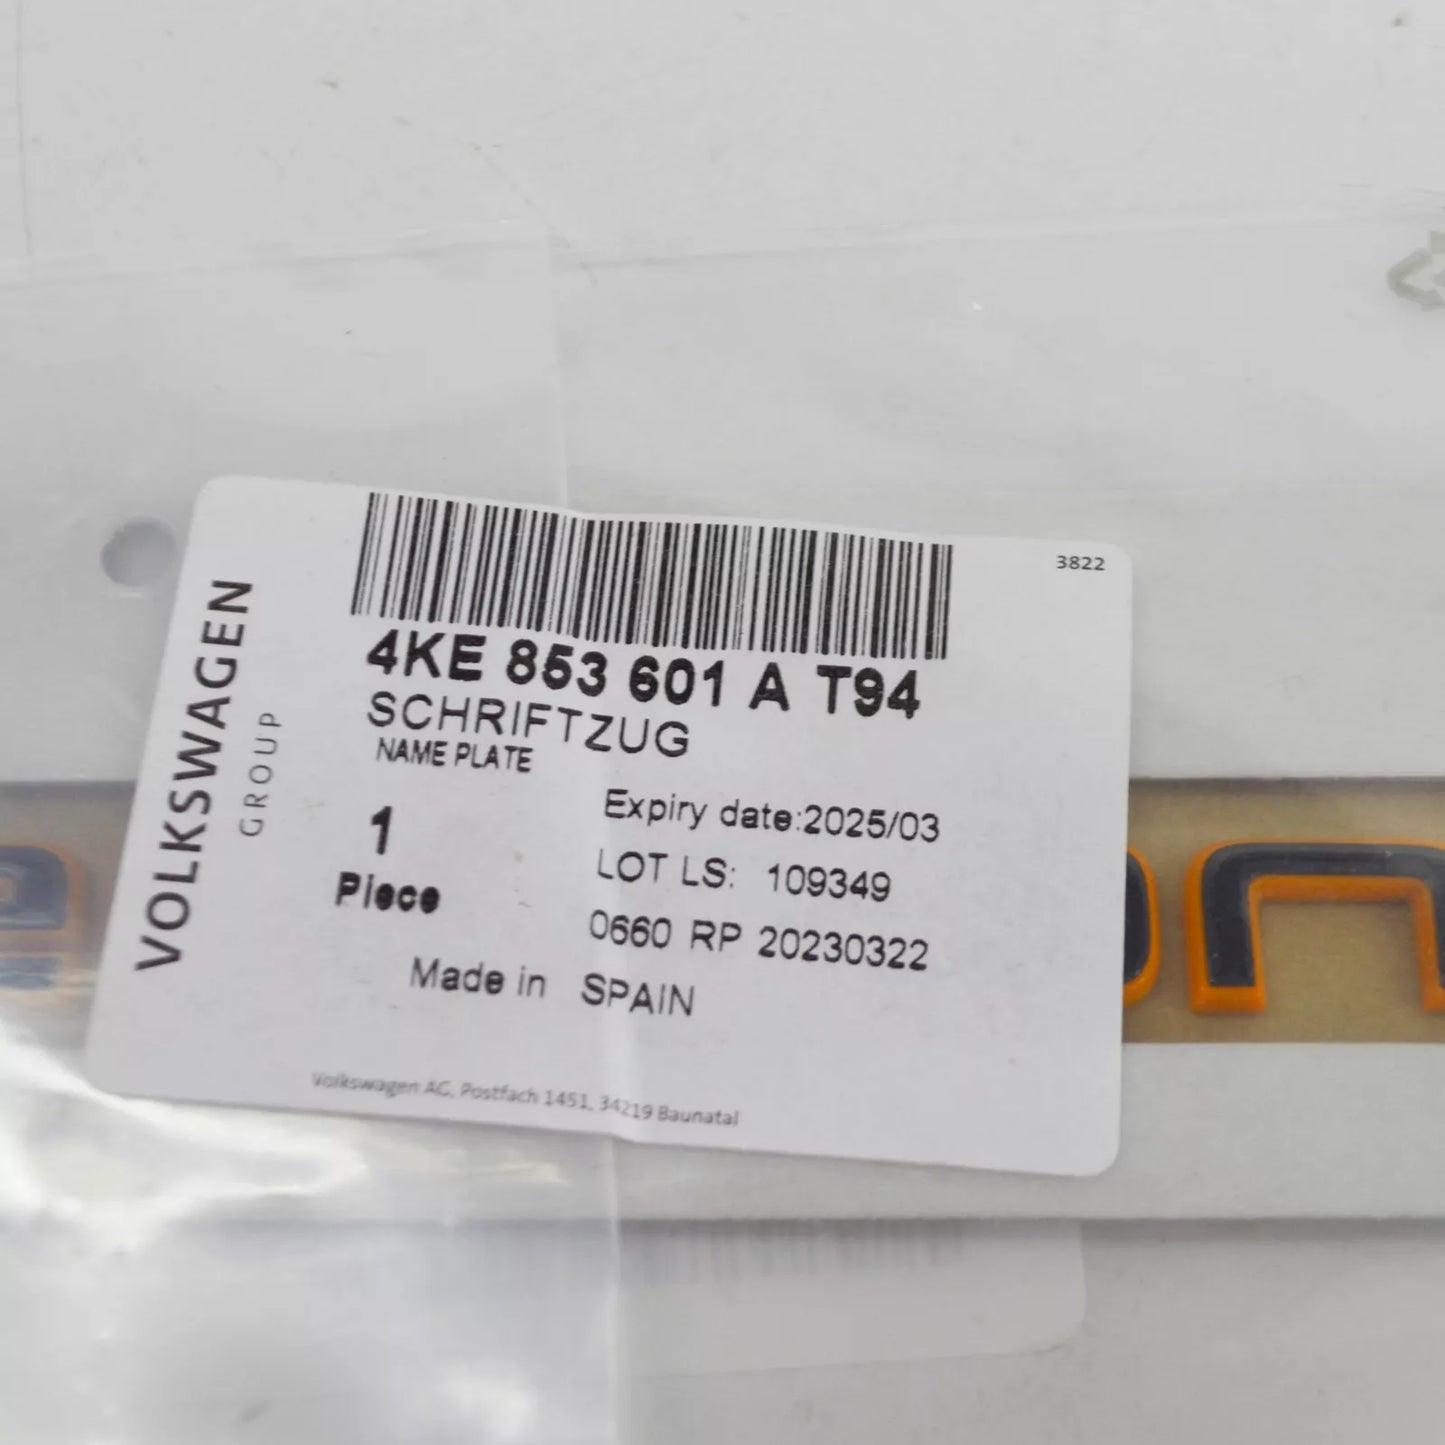 3822
4KE 853 601 A T94
SCHRIFTZUG
NAME PLATE
1
Piece
Expiry date:2025/03
LOT LS: 109349
0660 RP 20230322
Made in SPAIN
Volkswagen AC, Postfach 1451, 34219 Baunatal
VOLKSWAGEN
GROUP